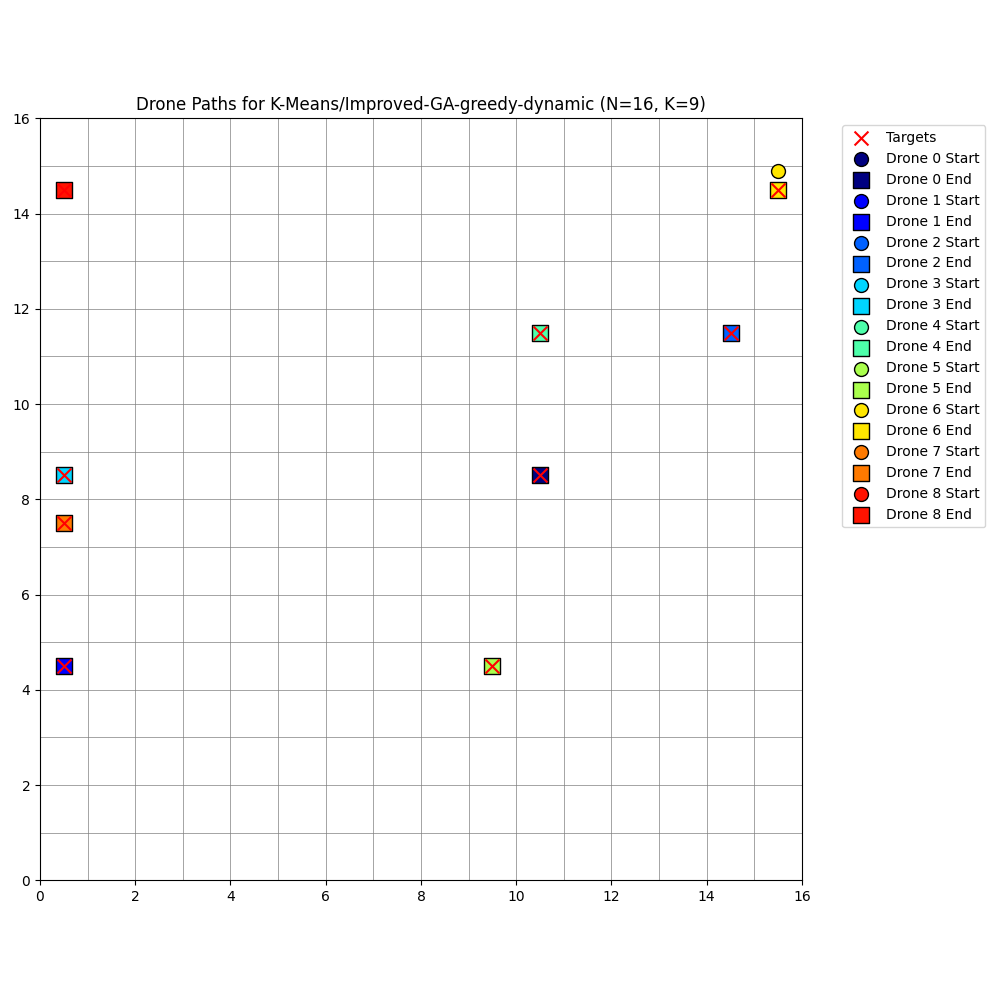 Drone Paths for K-Means/Improved-GA-greedy-dynamic (N=16, K=9)
16
14
12
10
8
6
4
2
0
0 2 4 6 8 10 12 14 16
Targets
Drone 0 Start
Drone 0 End
Drone 1 Start
Drone 1 End
Drone 2 Start
Drone 2 End
Drone 3 Start
Drone 3 End
Drone 4 Start
Drone 4 End
Drone 5 Start
Drone 5 End
Drone 6 Start
Drone 6 End
Drone 7 Start
Drone 7 End
Drone 8 Start
Drone 8 End